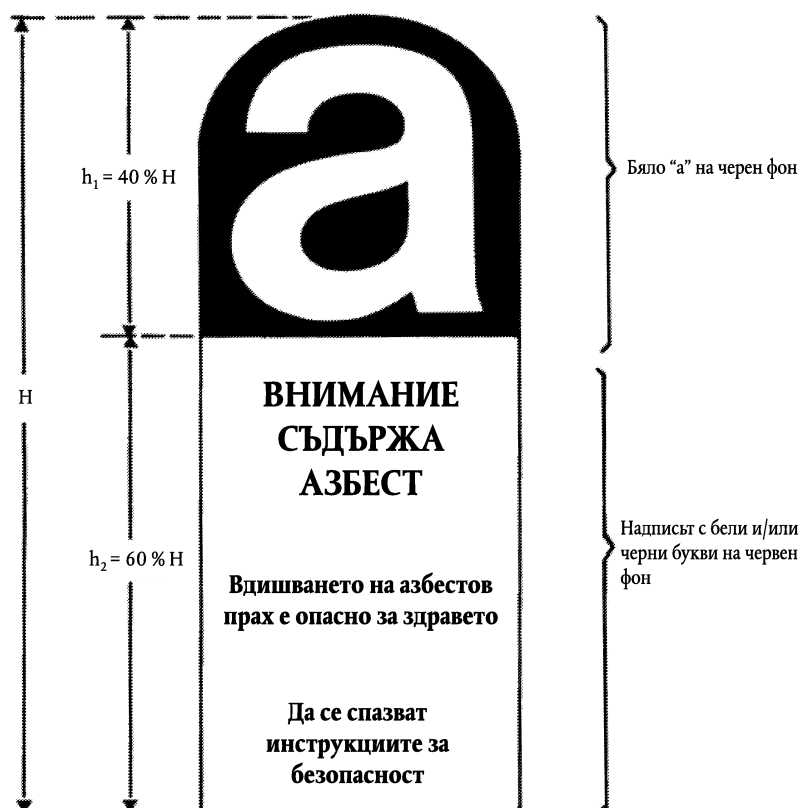 a
h₁ = 40 % H
Бяло “a” на черен фон
H
ВНИМАНИЕ
СЪДЪРЖА
АЗБЕСТ
Надписът с бели и/или
черни букви на червен
фон
h₂ = 60 % H
Вдишването на азбестов
прах е опасно за здравето
Да се спазват
инструкциите за
безопасност